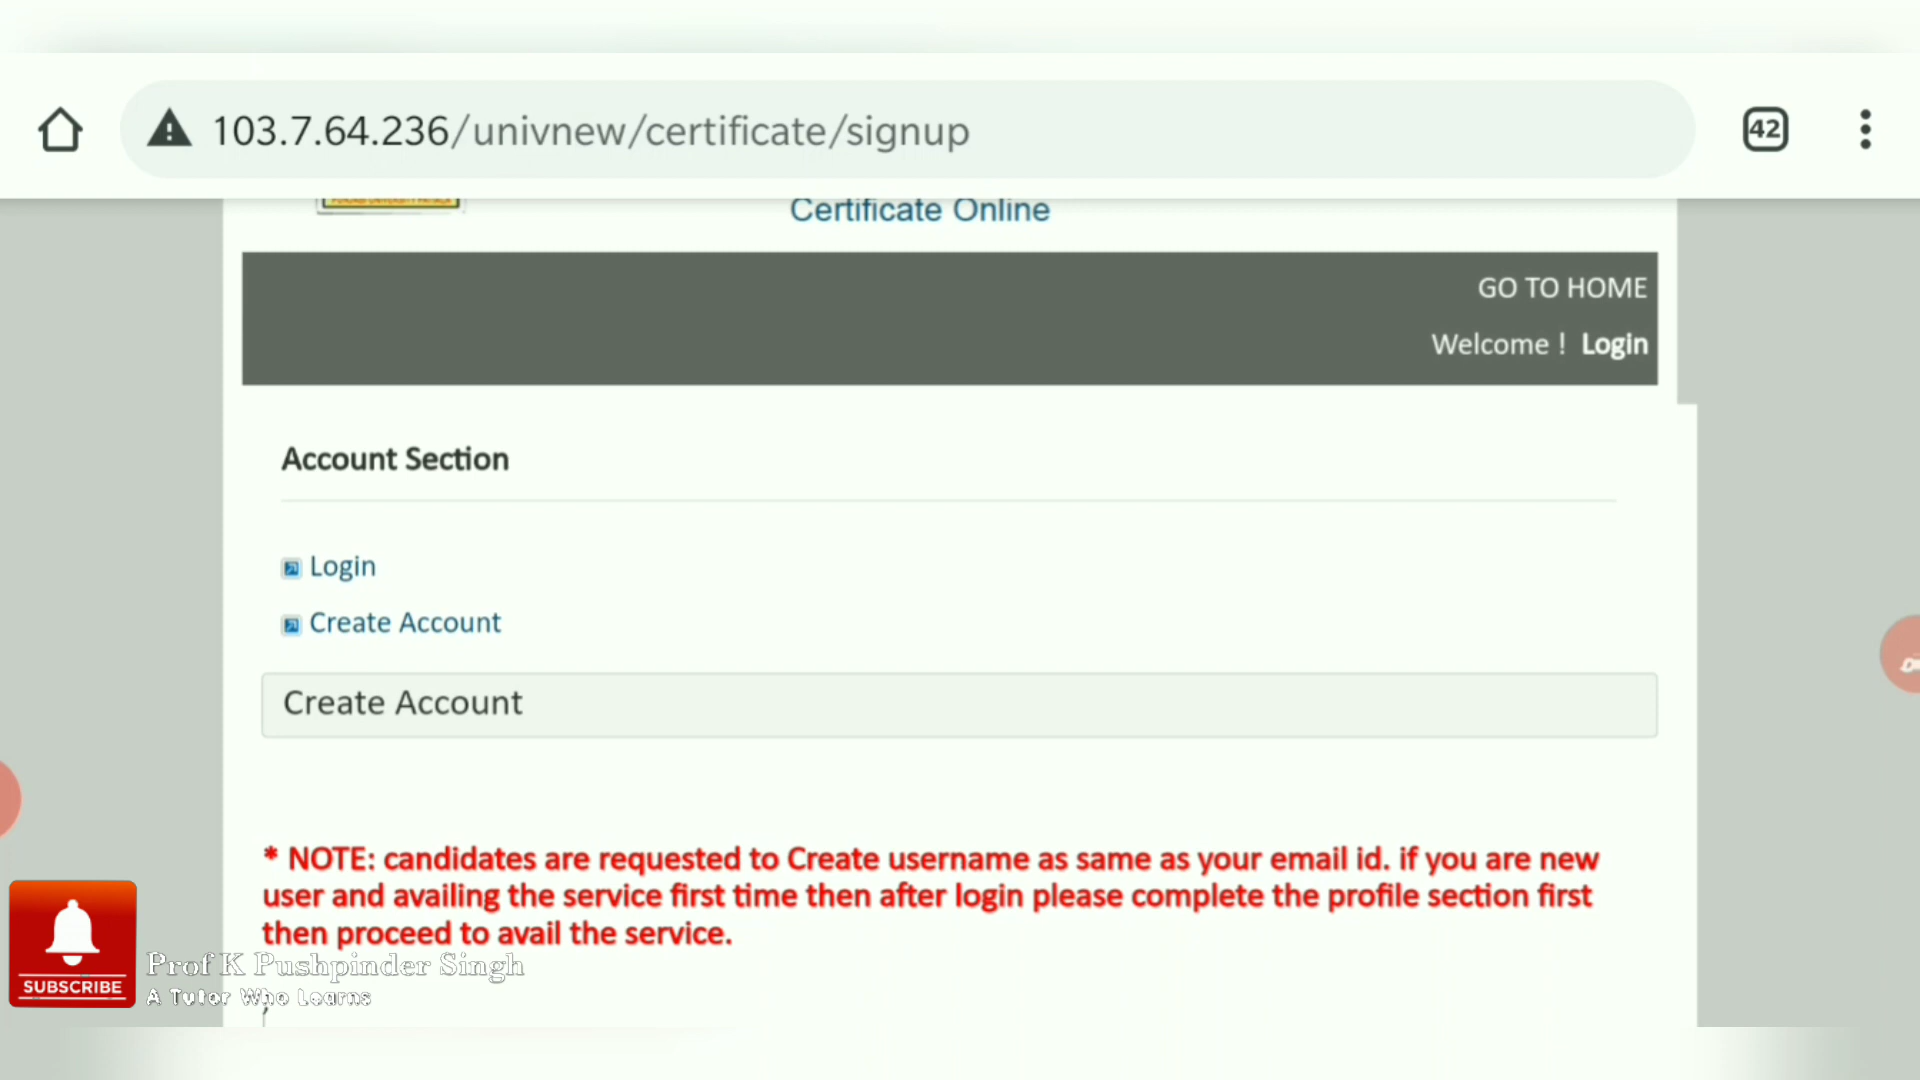 103.7.64.236/univnew/certificate/signup
42
Certificate Online
GO TO HOME
Welcome ! Login
Account Section
Login
Create Account
Create Account
* NOTE: candidates are requested to Create username as same as your email id. if you are new
user and availing the service first time then after login please complete the profile section first
then proceed to avail the service.
SUBSCRIBE
Prof K Pushpinder Singh
A Tutor Who Learns